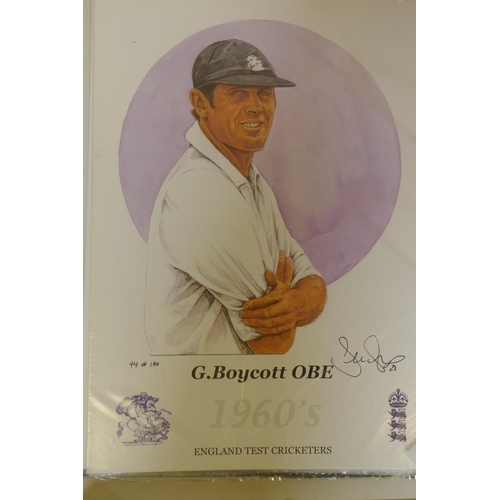 44 of 100
G.Boycott OBE
1960's
ENGLAND TEST CRICKETERS